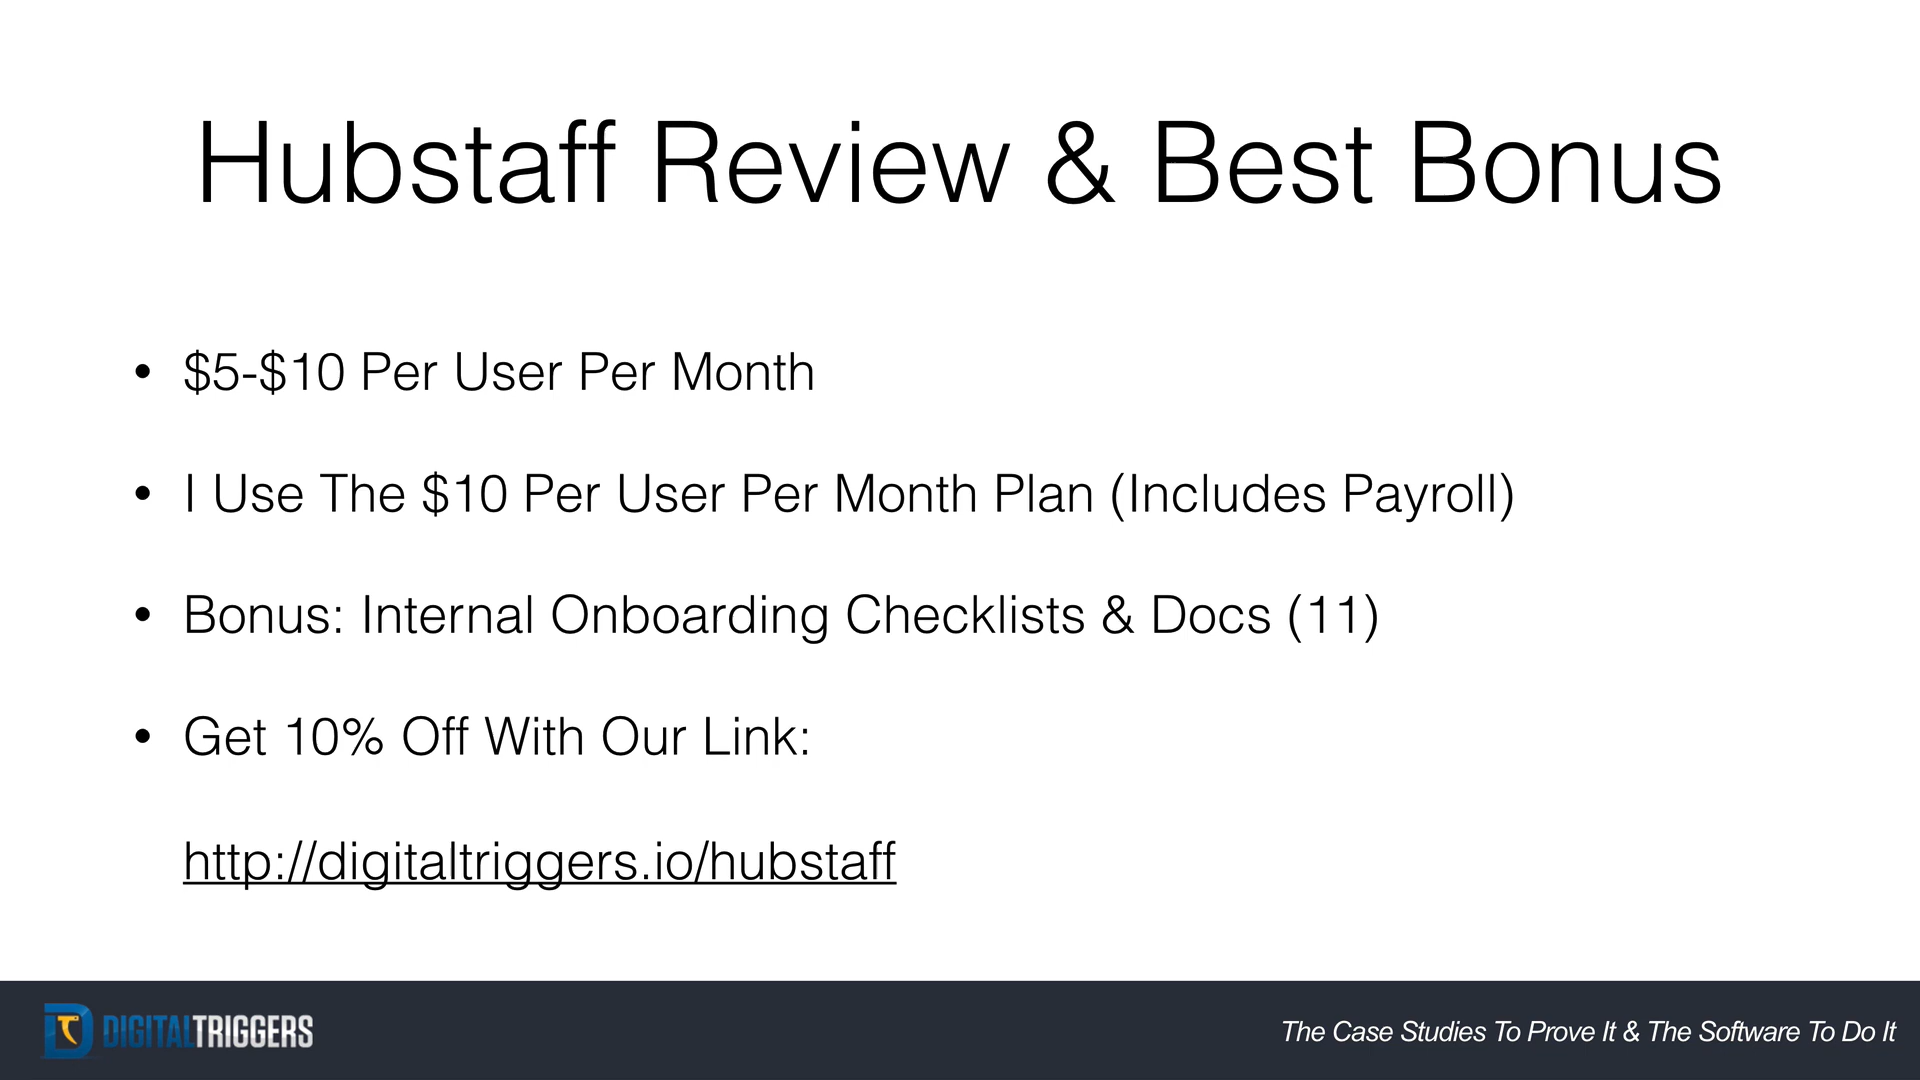 Hubstaff Review & Best Bonus
• $5-$10 Per User Per Month
• I Use The $10 Per User Per Month Plan (Includes Payroll)
• Bonus: Internal Onboarding Checklists & Docs (11)
• Get 10% Off With Our Link:
http://digitaltriggers.io/hubstaff
DIGITALTRIGGERS
The Case Studies To Prove It & The Software To Do It